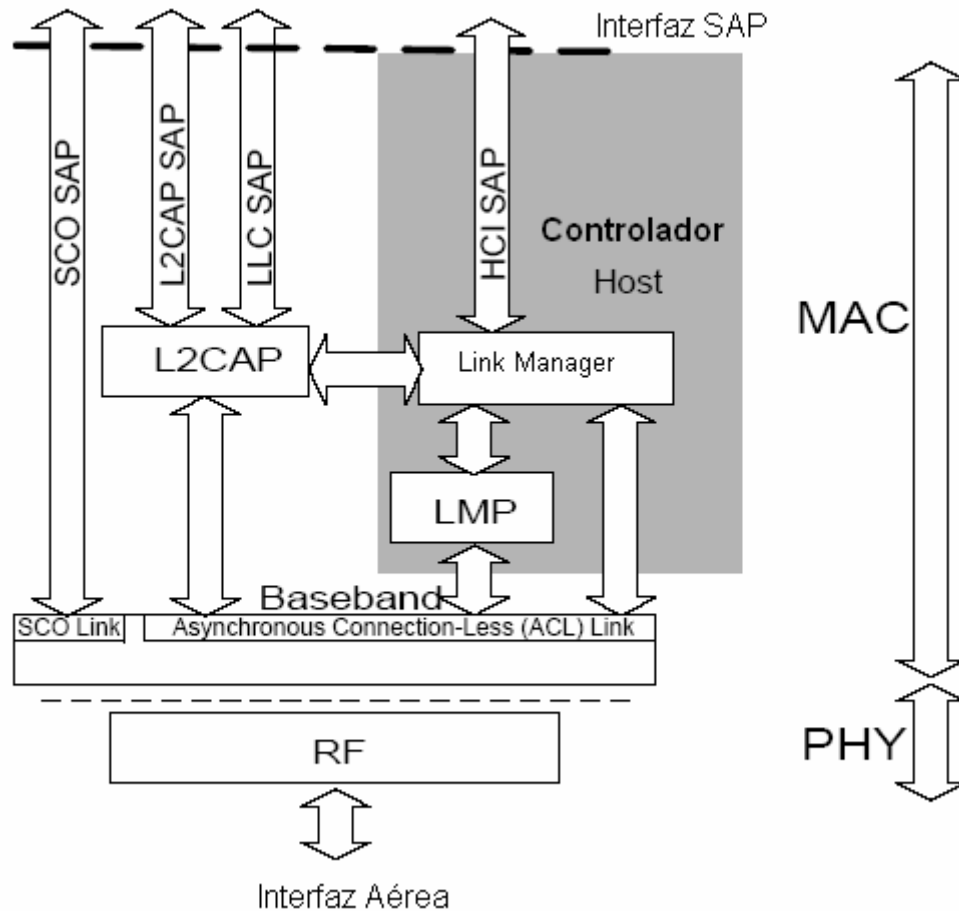 Interfaz SAP
SCO SAP
L2CAP SAP
LLC SAP
HCI SAP
Controlador
Host
MAC
L2CAP
Link Manager
LMP
Baseband
SCO Link
Asynchronous Connection-Less (ACL) Link
RF
PHY
Interfaz Aérea